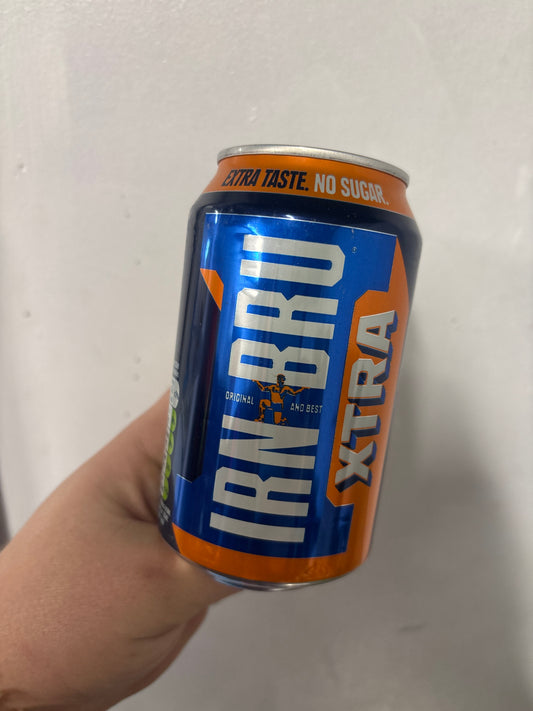 EXTRA TASTE. NO SUGAR.
IRN BRU
ORIGINAL AND BEST
XTRA